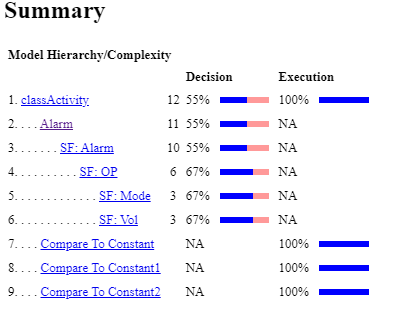 Summary
Model Hierarchy/Complexity
Decision Execution
1. classActivity 12 55% 100%
2. . . . Alarm 11 55% NA
3. . . . . . . SF: Alarm 10 55% NA
4. . . . . . . . . . SF: OP 6 67% NA
5. . . . . . . . . . . . . SF: Mode 3 67% NA
6. . . . . . . . . . . . . SF: Vol 3 67% NA
7. . . . Compare To Constant NA 100%
8. . . . Compare To Constant1 NA 100%
9. . . . Compare To Constant2 NA 100%